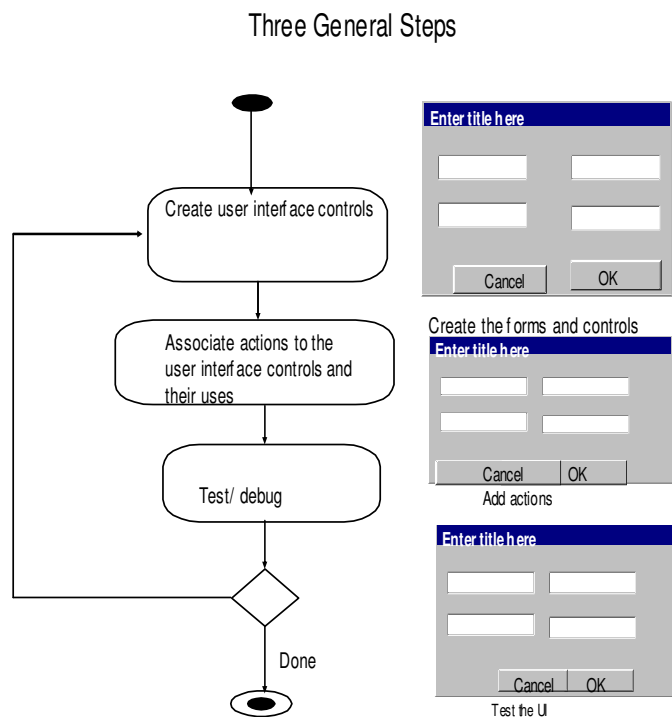 Three General Steps
Create user interface controls
Associate actions to the
user interface controls and
their uses
Test/ debug
Done
Enter title here
Cancel
OK
Create the forms and controls
Enter title here
Cancel
OK
Add actions
Enter title here
Cancel
OK
Test the UI